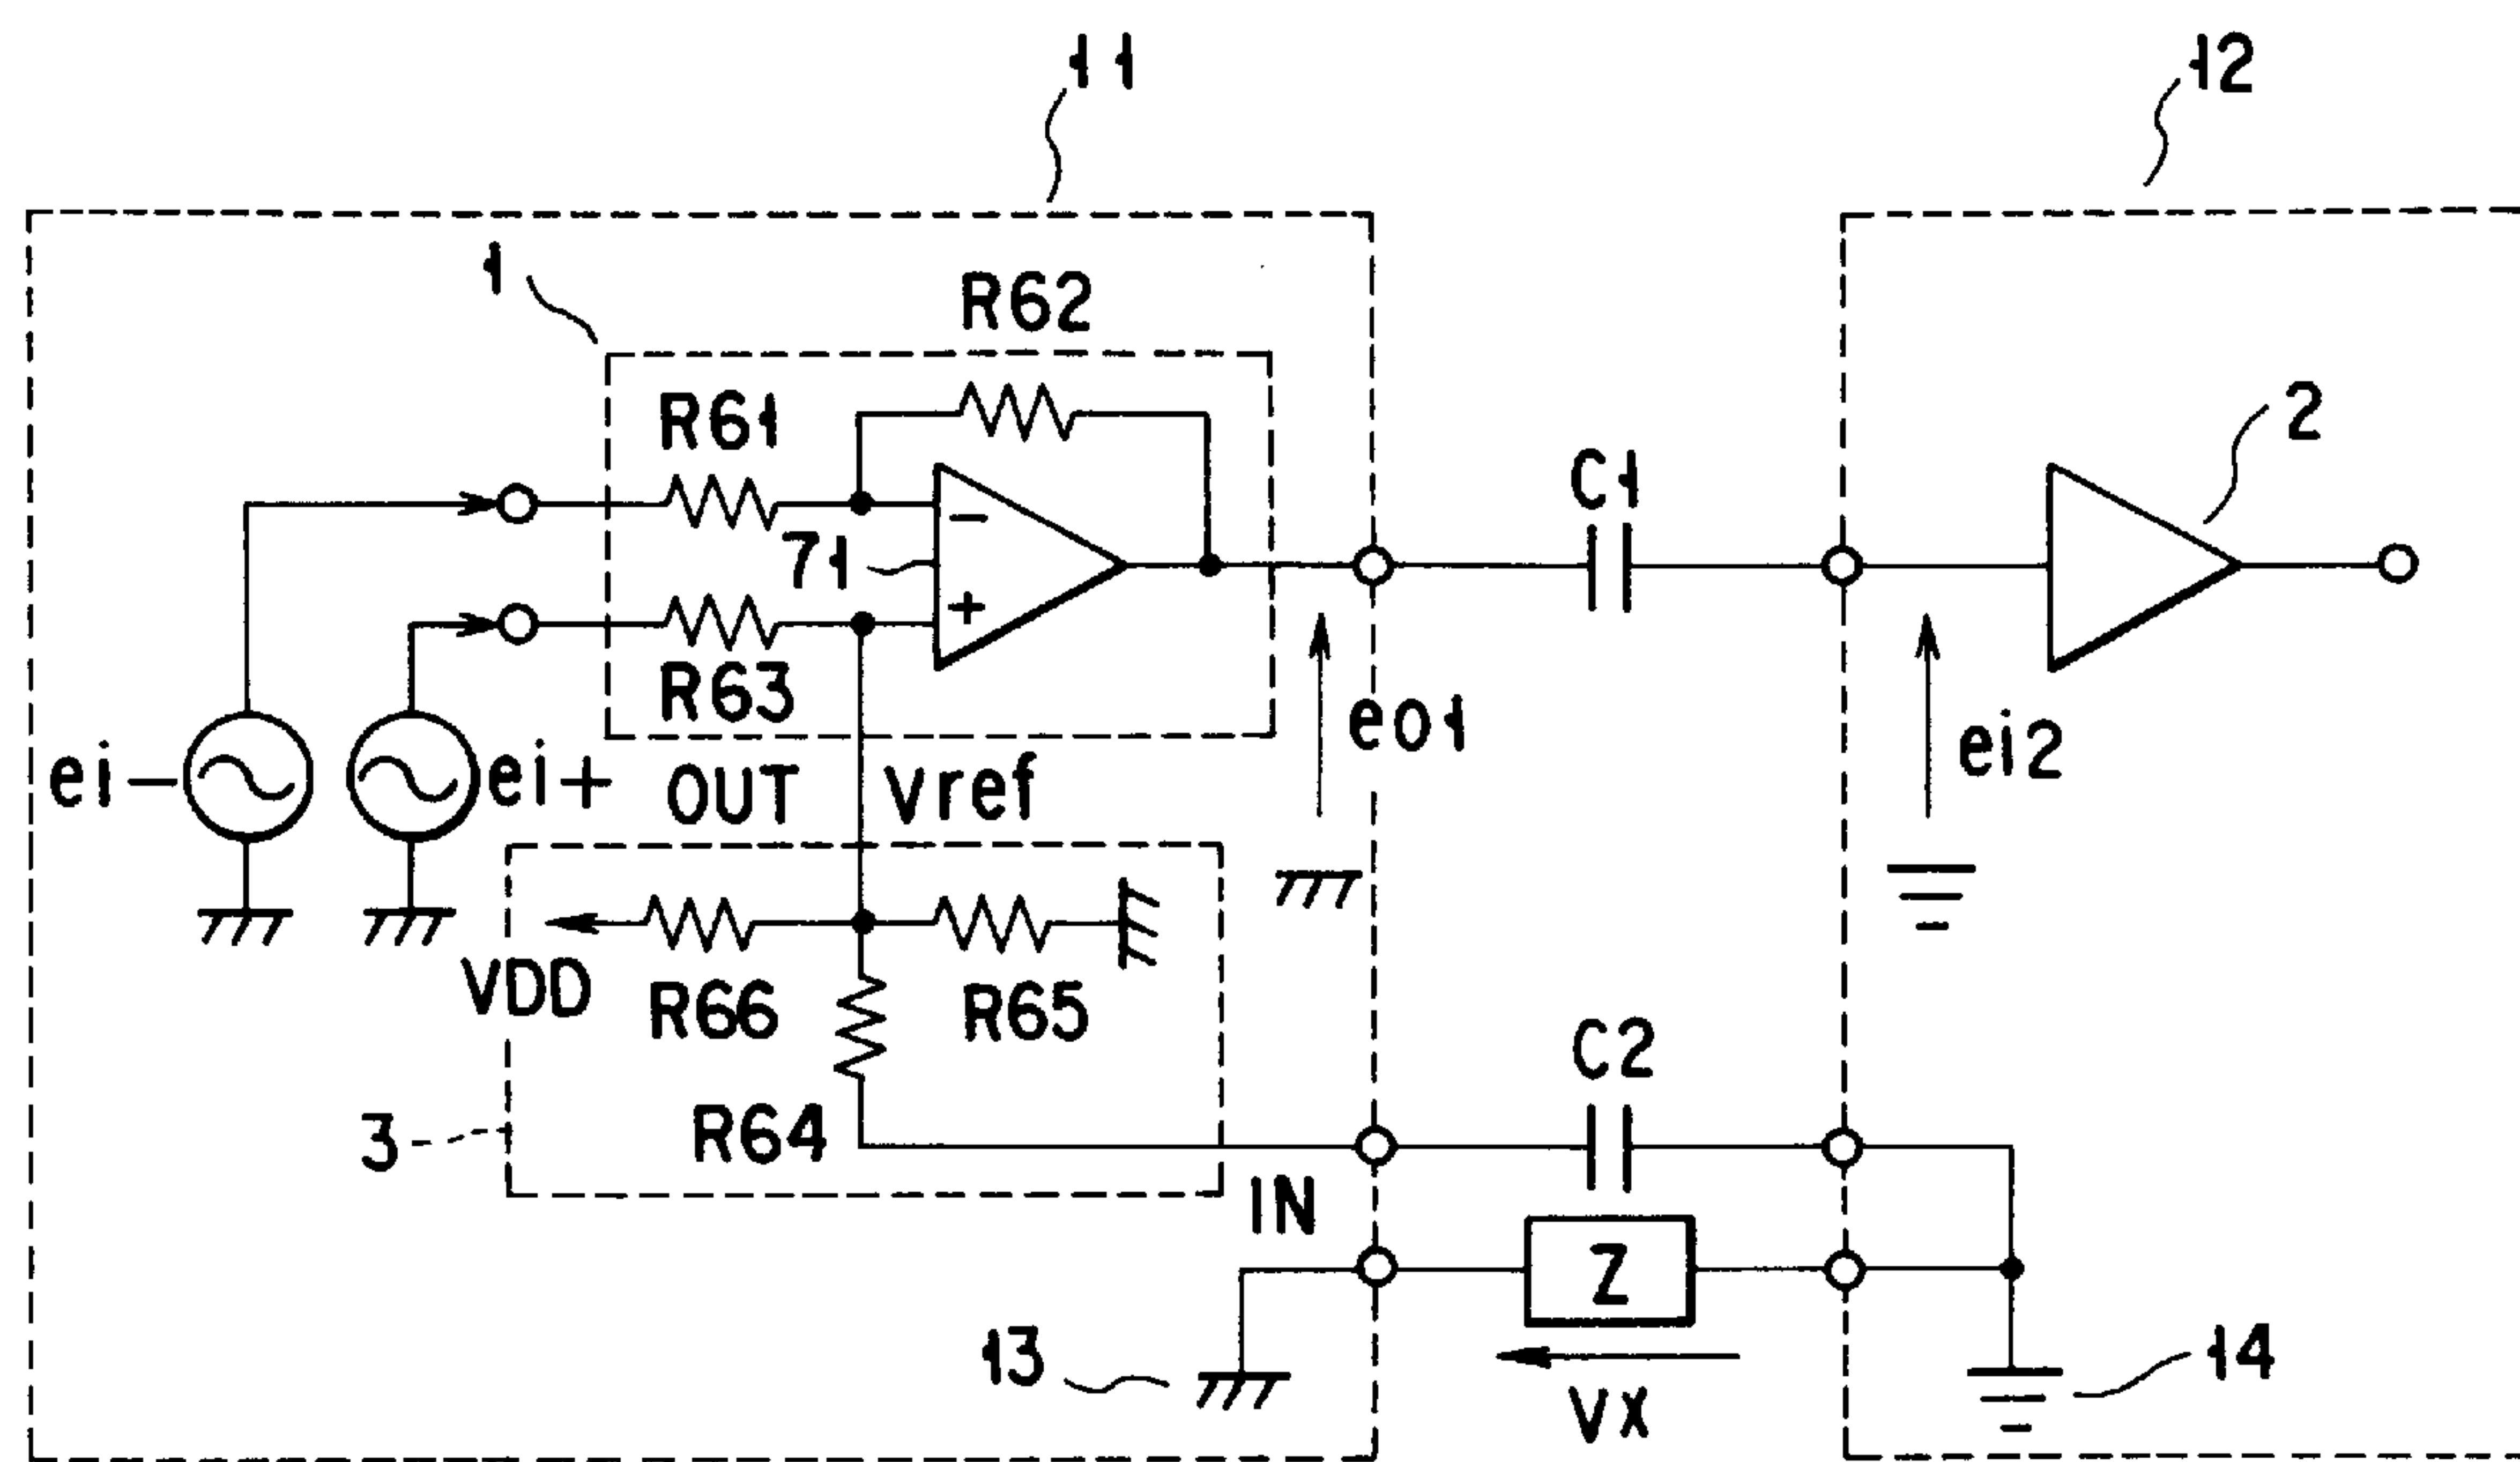 11
12
1
R62
R61
2
C1
71
-
+
R63
eo1
ei-
ei+
OUT
Vref
ei2
VDD
R66
R65
C2
3
R64
IN
Z
13
14
VX